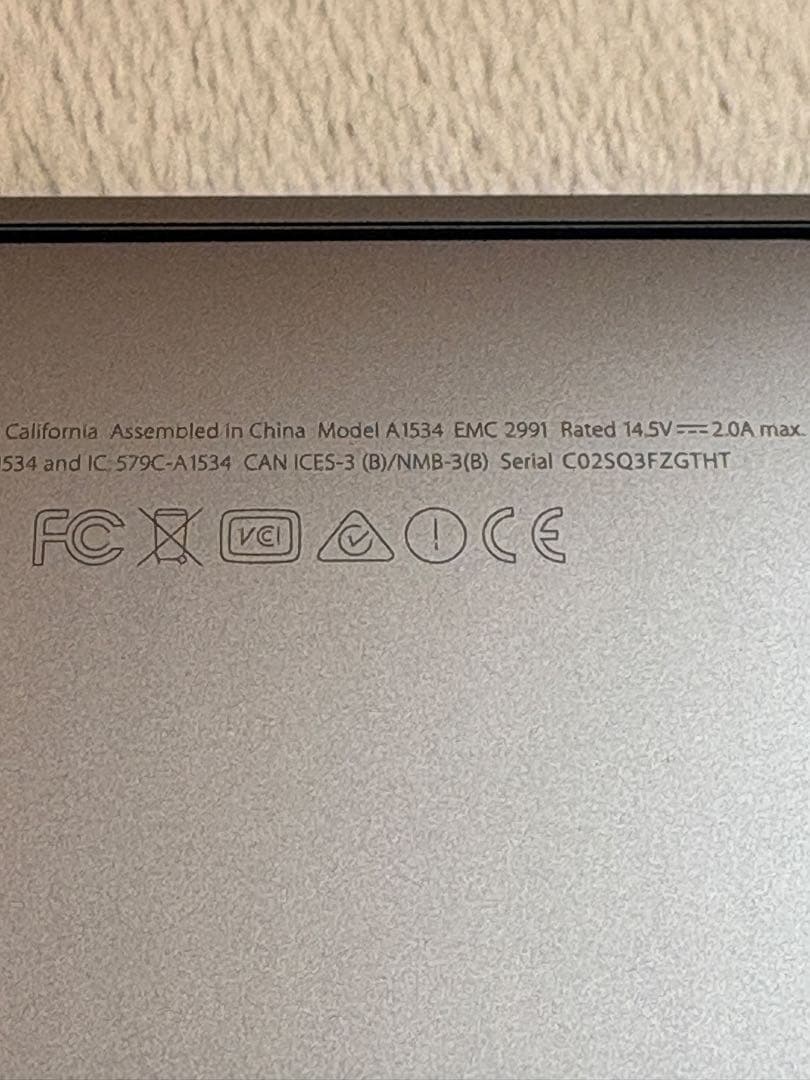 California Assembled in China Model A1534 EMC 2991 Rated 14.5V⎓2.0A max.
1534 and IC: 579C-A1534 CAN ICES-3 (B)/NMB-3(B) Serial C02SQ3FZGTHT
FC VCI CE